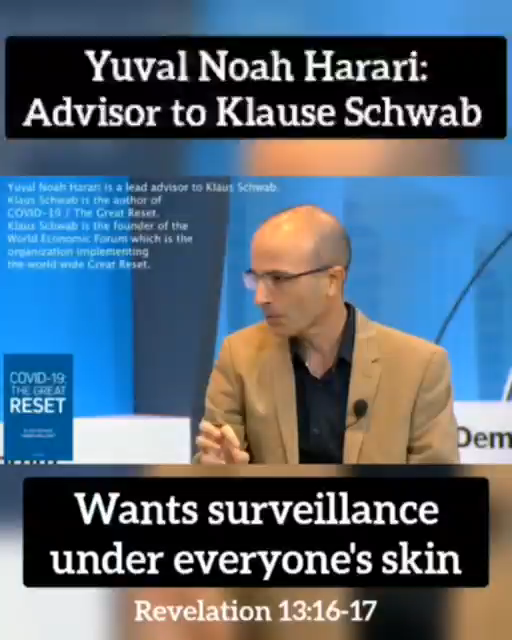 Yuval Noah Harari:
Advisor to Klause Schwab
Yuval Noah Harari is a lead advisor to Klaus Schwab.
Klaus Schwab is the author of
COVID-19 / The Great Reset.
Klaus Schwab is the founder of the
World Economic Forum which is the
organization implementing
the world wide Great Reset.
COVID-19:
THE GREAT
RESET
Dem
Wants surveillance
under everyone's skin
Revelation 13:16-17